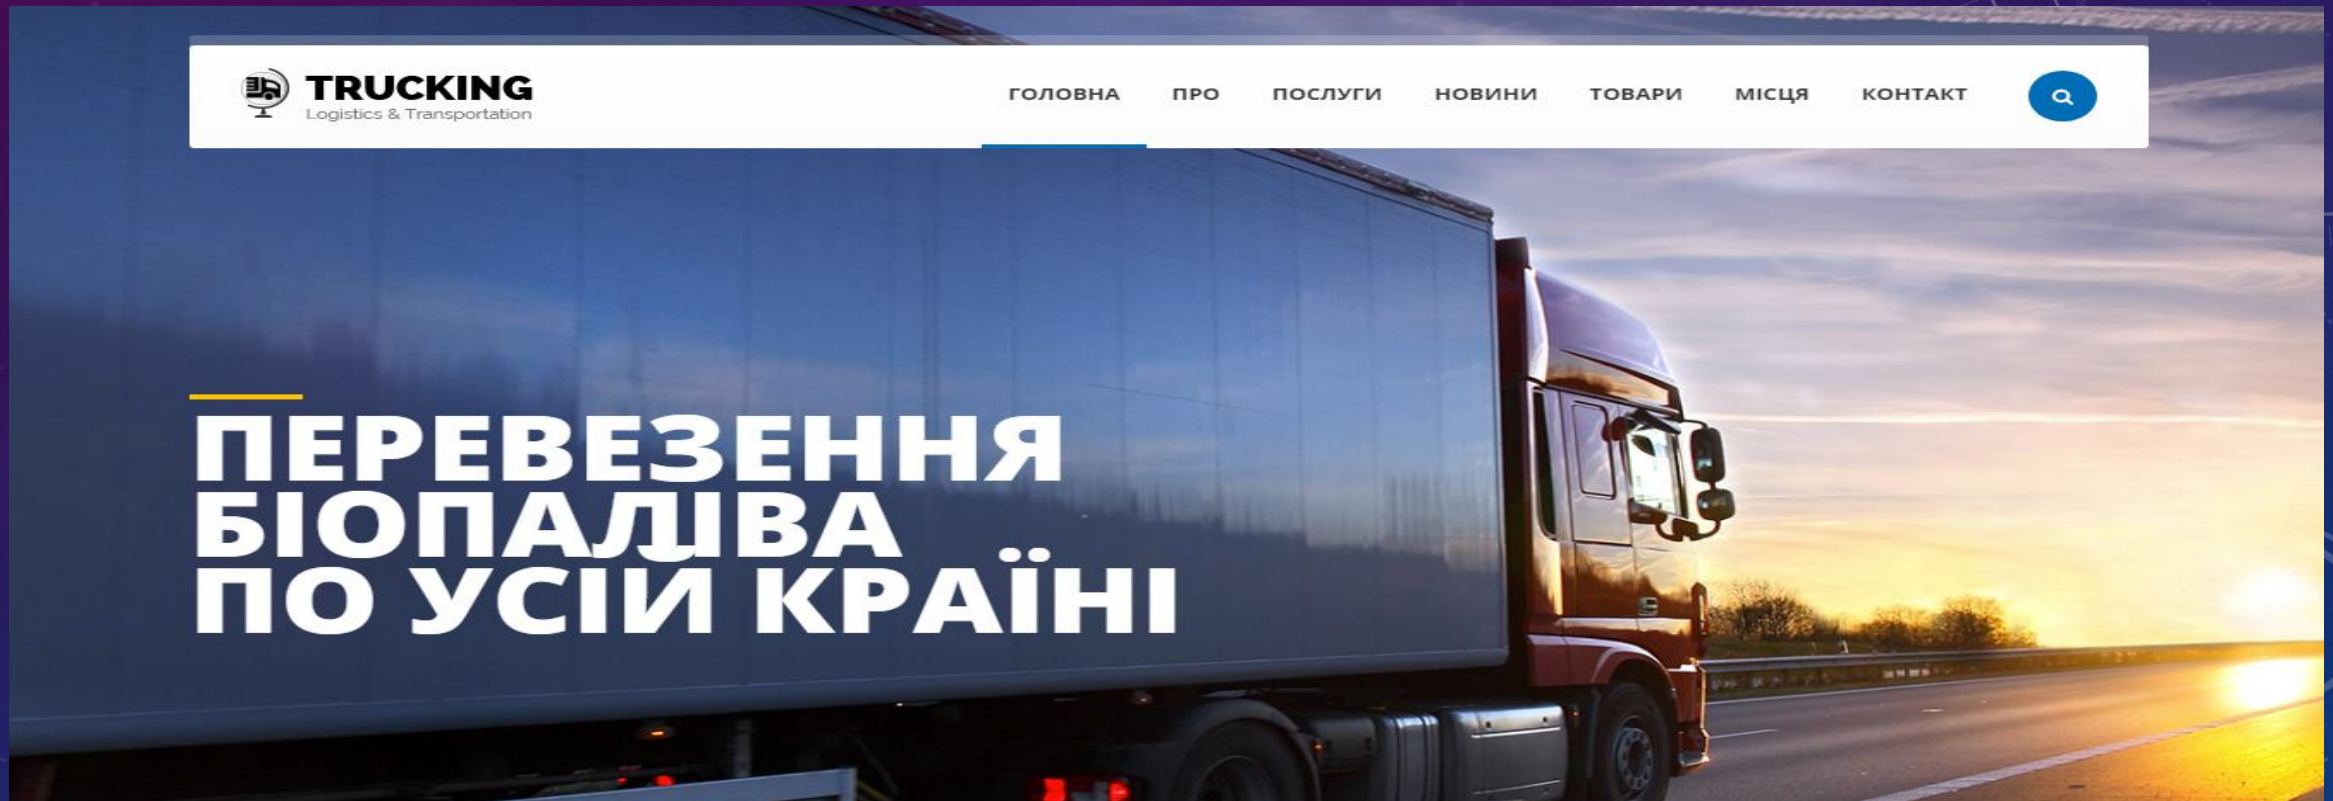 TRUCKING
Logistics & Transportation
ГОЛОВНА ПРО ПОСЛУГИ НОВИНИ ТОВАРИ МІСЦЯ КОНТАКТ
ПЕРЕВЕЗЕННЯ
БІОПАЛІВА
ПО УСІЙ КРАЇНІ